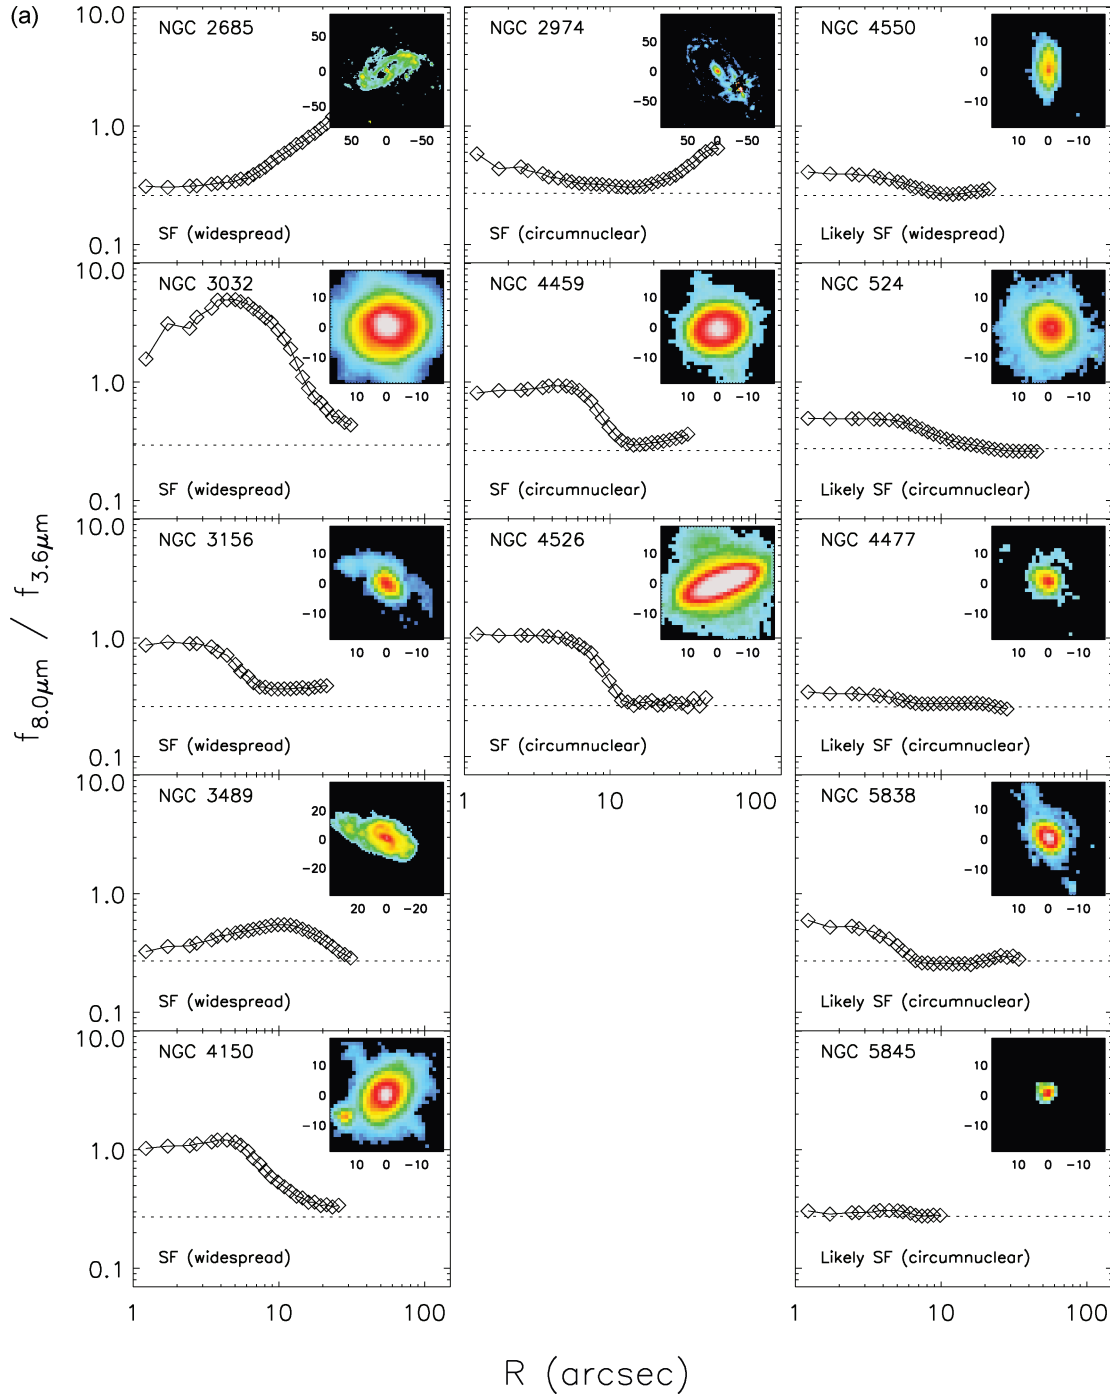 (a)
NGC 2685
50
0
−50
50 0 −50
SF (widespread)
NGC 2974
50
0
−50
50 0 −50
SF (circumnuclear)
NGC 4550
10
0
−10
10 0 −10
Likely SF (widespread)
10.0
1.0
0.1
NGC 3032
10
0
−10
10 0 −10
SF (widespread)
NGC 4459
10
0
−10
10 0 −10
SF (circumnuclear)
NGC 524
10
0
−10
10 0 −10
Likely SF (circumnuclear)
10.0
1.0
0.1
NGC 3156
10
0
−10
10 0 −10
SF (widespread)
NGC 4526
10
0
−10
10 0 −10
SF (circumnuclear)
NGC 4477
10
0
−10
10 0 −10
Likely SF (circumnuclear)
10.0
1.0
0.1
1 10 100
NGC 3489
20
0
−20
20 0 −20
SF (widespread)
NGC 5838
10
0
−10
10 0 −10
Likely SF (circumnuclear)
1.0
0.1
NGC 4150
10
0
−10
10 0 −10
SF (widespread)
NGC 5845
10
0
−10
10 0 −10
Likely SF (circumnuclear)
10.0
1.0
0.1
1 10 100
1 10 100
f8.0μm / f3.6μm
R (arcsec)